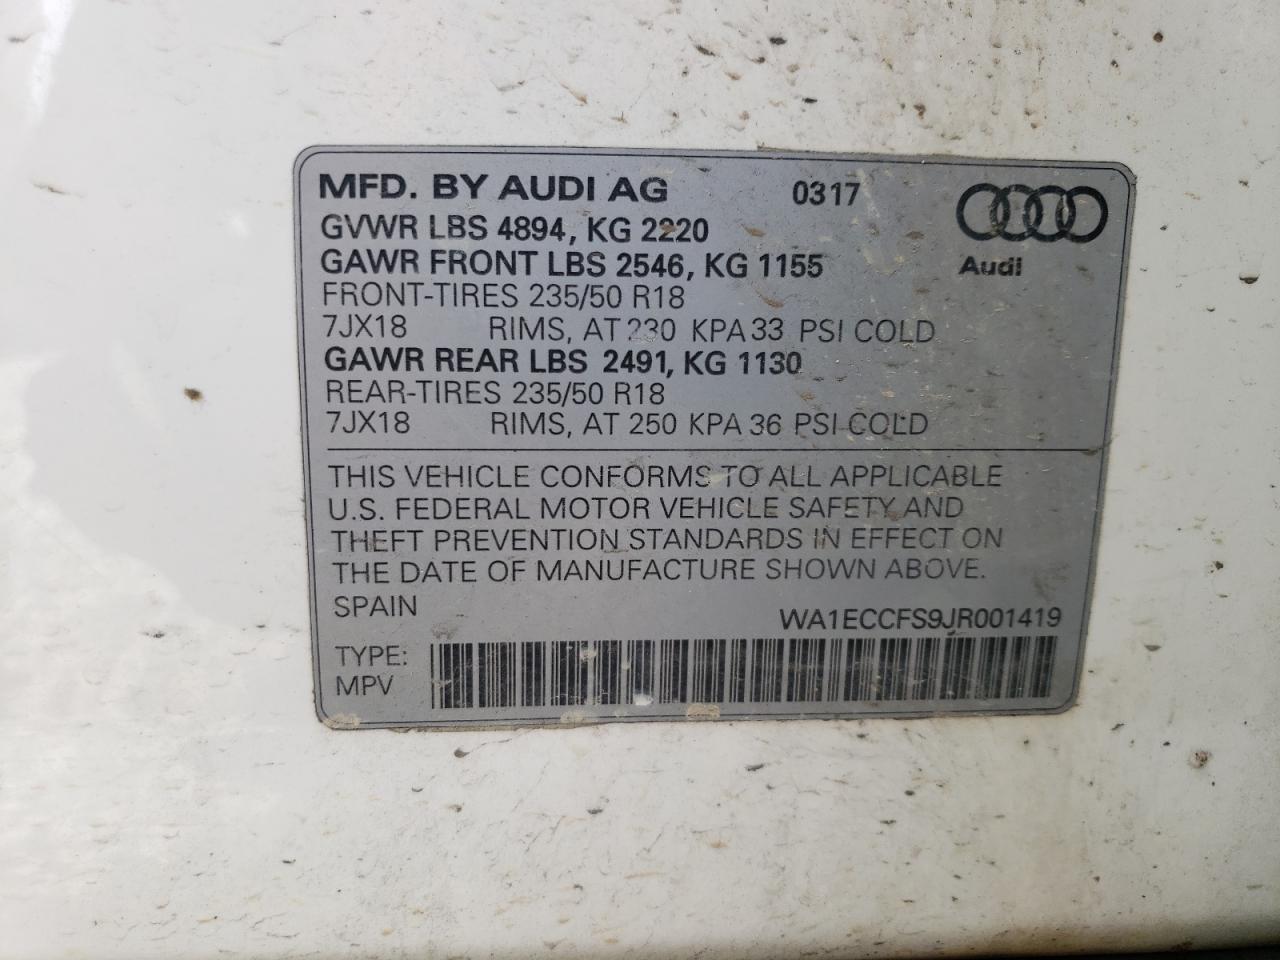 MFD. BY AUDI AG 0317
GVWR LBS 4894, KG 2220
GAWR FRONT LBS 2546, KG 1155
Audi
FRONT-TIRES 235/50 R18
7JX18 RIMS, AT 230 KPA 33 PSI COLD
GAWR REAR LBS 2491, KG 1130
REAR-TIRES 235/50 R18
7JX18 RIMS, AT 250 KPA 36 PSI COLD
THIS VEHICLE CONFORMS TO ALL APPLICABLE
U.S. FEDERAL MOTOR VEHICLE SAFETY AND
THEFT PREVENTION STANDARDS IN EFFECT ON
THE DATE OF MANUFACTURE SHOWN ABOVE.
SPAIN WA1ECCFS9JR001419
TYPE:
MPV